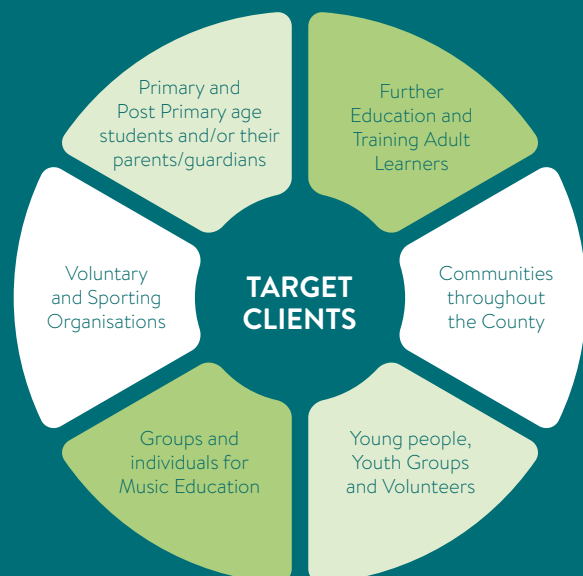 Primary and
Post Primary age
students and/or their
parents/guardians
Further
Education and
Training Adult
Learners
Voluntary
and Sporting
Organisations
TARGET
CLIENTS
Communities
throughout
the County
Groups and
individuals for
Music Education
Young people,
Youth Groups
and Volunteers